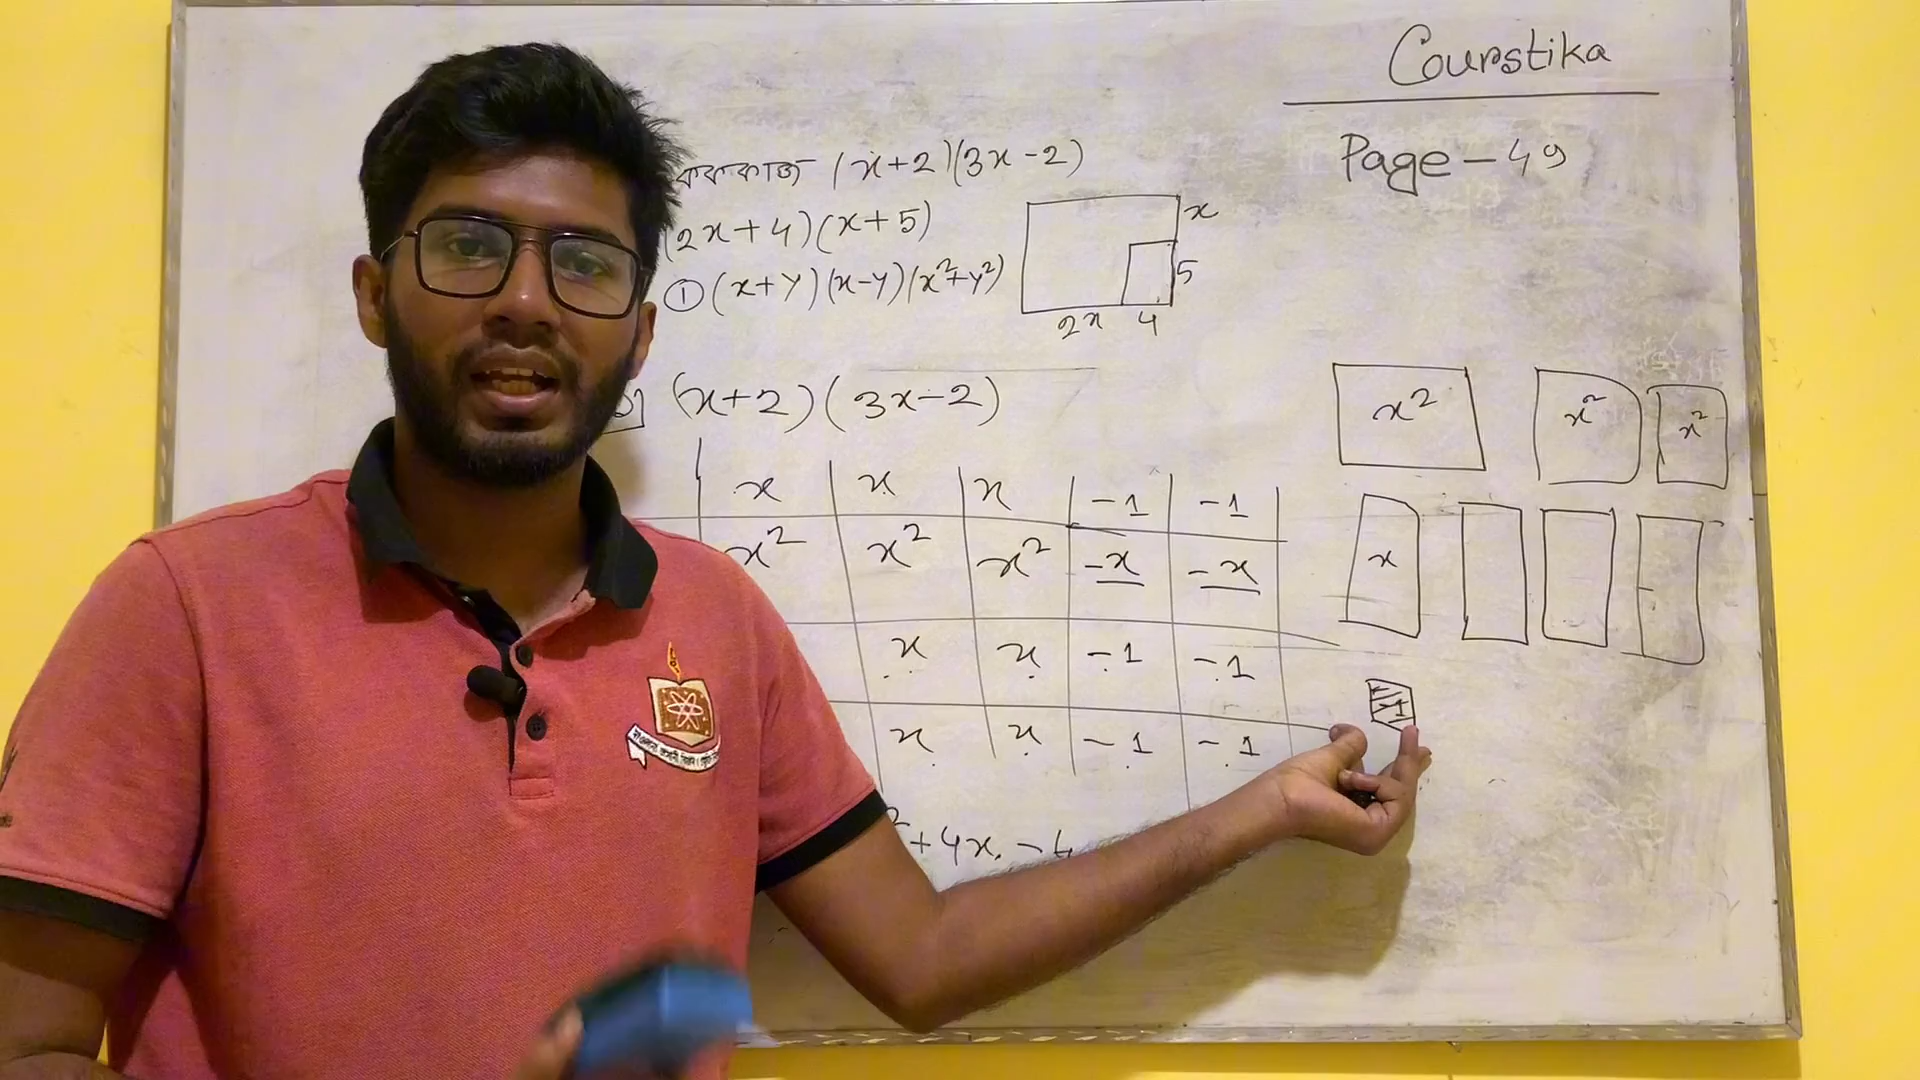 Courstika
Page - 49
(x+2)(3x-2)
(2x+4)(x+5)
① (x+y)(x-y)(x²+y²)
x
5
2x 4
(x+2)(3x-2)
x x x -1 -1
x² x² x² -x -x
x x -1 -1
x x -1 -1
+4x - 4
x² x² x²
x
-1